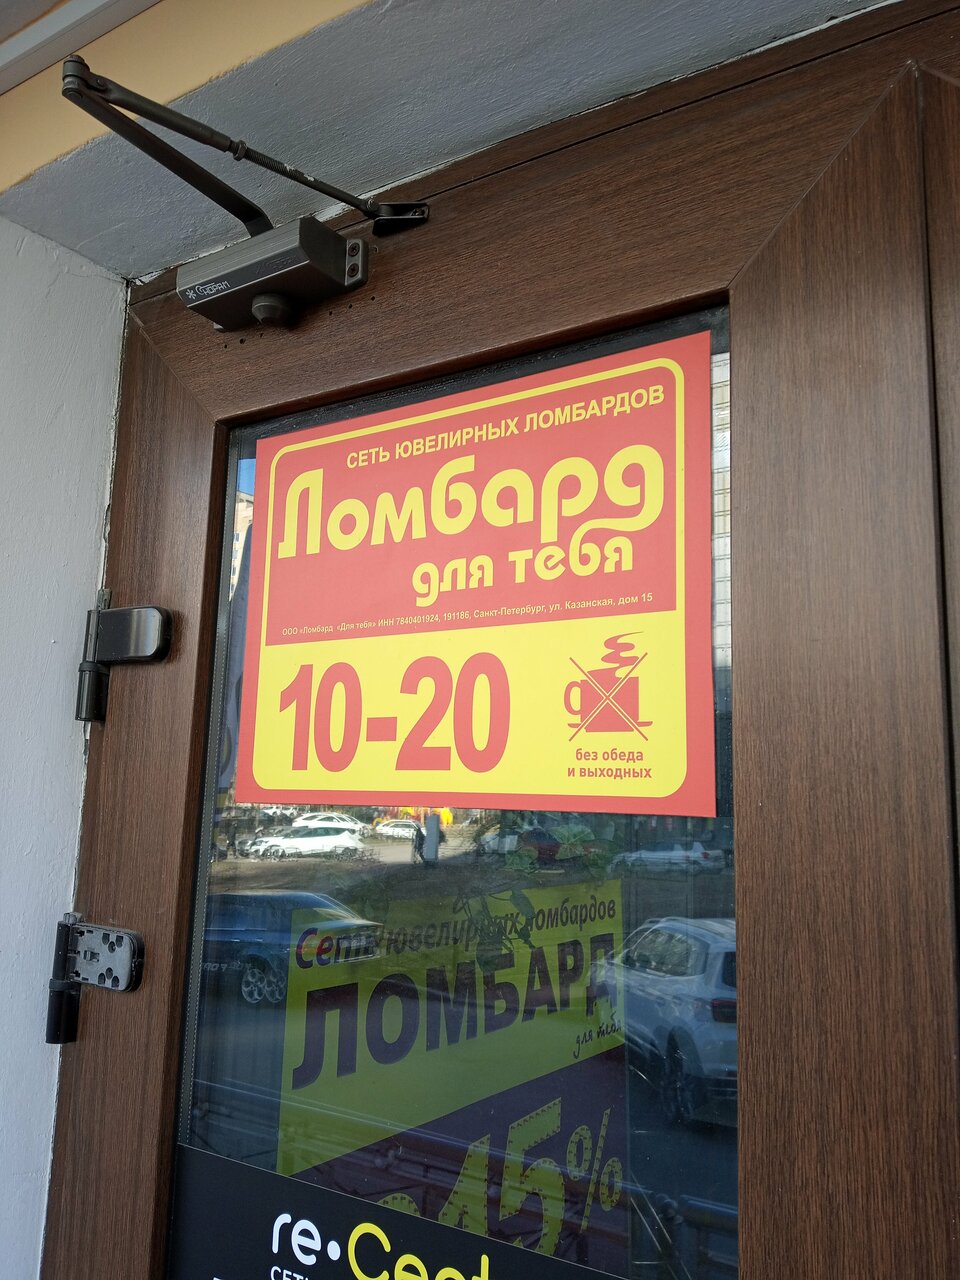 СЕТЬ ЮВЕЛИРНЫХ ЛОМБАРДОВ
Ломбард
для тебя
ООО «Ломбард «Для тебя» ИНН 7840401924, 191186, Санкт-Петербург, ул. Казанская, дом 15
10-20
без обеда
и выходных
Сеть ювелирных ломбардов
ЛОМБАРД
для тебя
15%
re•